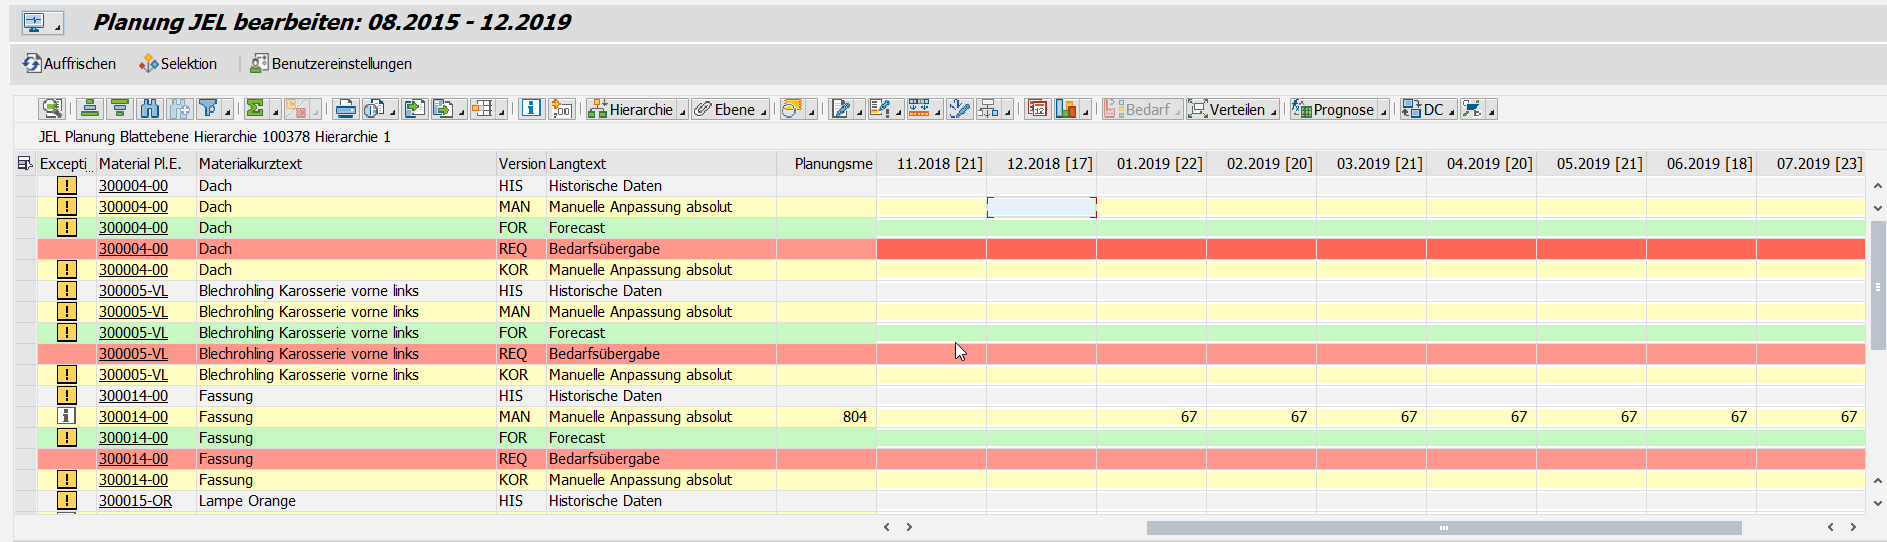 Planung JEL bearbeiten: 08.2015 - 12.2019
Auffrischen Selektion Benutzereinstellungen
Hierarchie Ebene Bedarf Verteilen Prognose DC
JEL Planung Blattebene Hierarchie 100378 Hierarchie 1
Excepti... Material Pl.E. Materialkurztext Version Langtext Planungsme 11.2018 [21] 12.2018 [17] 01.2019 [22] 02.2019 [20] 03.2019 [21] 04.2019 [20] 05.2019 [21] 06.2019 [18] 07.2019 [23]
300004-00 Dach HIS Historische Daten
300004-00 Dach MAN Manuelle Anpassung absolut
300004-00 Dach FOR Forecast
300004-00 Dach REQ Bedarfsübergabe
300004-00 Dach KOR Manuelle Anpassung absolut
300005-VL Blechrohling Karosserie vorne links HIS Historische Daten
300005-VL Blechrohling Karosserie vorne links MAN Manuelle Anpassung absolut
300005-VL Blechrohling Karosserie vorne links FOR Forecast
300005-VL Blechrohling Karosserie vorne links REQ Bedarfsübergabe
300005-VL Blechrohling Karosserie vorne links KOR Manuelle Anpassung absolut
300014-00 Fassung HIS Historische Daten
300014-00 Fassung MAN Manuelle Anpassung absolut 804 67 67 67 67 67 67 67
300014-00 Fassung FOR Forecast
300014-00 Fassung REQ Bedarfsübergabe
300014-00 Fassung KOR Manuelle Anpassung absolut
300015-OR Lampe Orange HIS Historische Daten